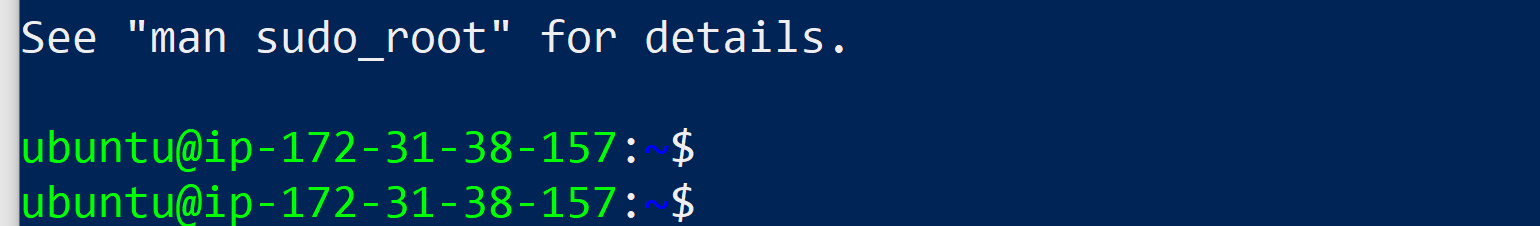 See "man sudo_root" for details.
ubuntu@ip-172-31-38-157:~$
ubuntu@ip-172-31-38-157:~$